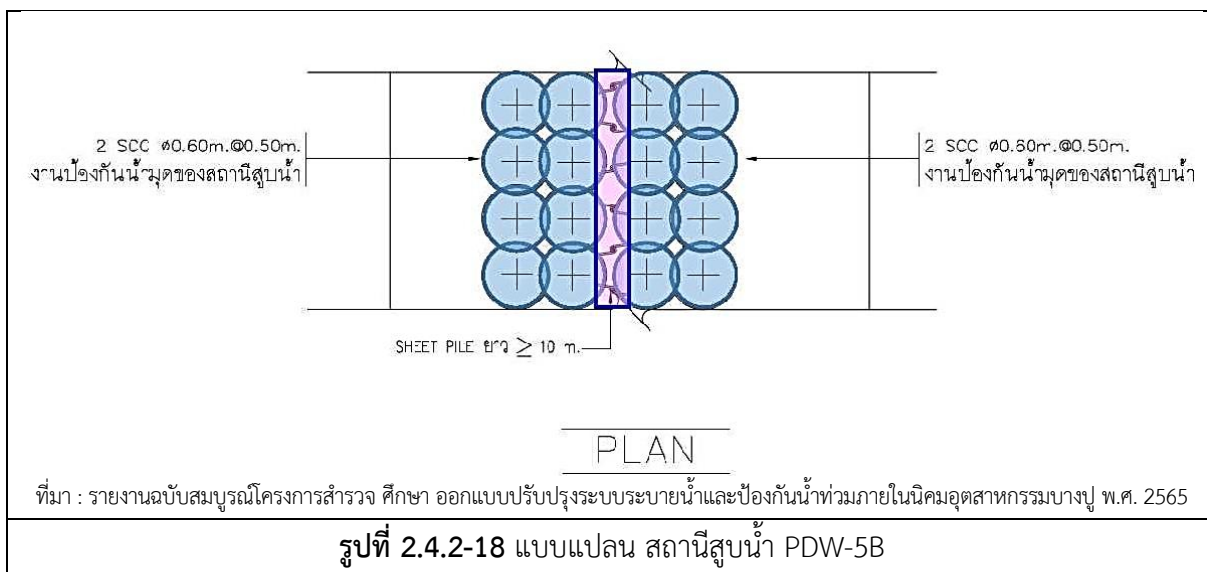 2 SCC ø0.60m.@0.50m.
งานป้องกันน้ำมุดของสถานีสูบน้ำ
2 SCC ø0.60m.@0.50m.
งานป้องกันน้ำมุดของสถานีสูบน้ำ
SHEET PILE ยาว ≥ 10 m.
PLAN
ที่มา : รายงานฉบับสมบูรณ์โครงการสำรวจ ศึกษา ออกแบบปรับปรุงระบบระบายน้ำและป้องกันน้ำท่วมภายในนิคมอุตสาหกรรมบางปู พ.ศ. 2565
รูปที่ 2.4.2-18 แบบแปลน สถานีสูบน้ำ PDW-5B